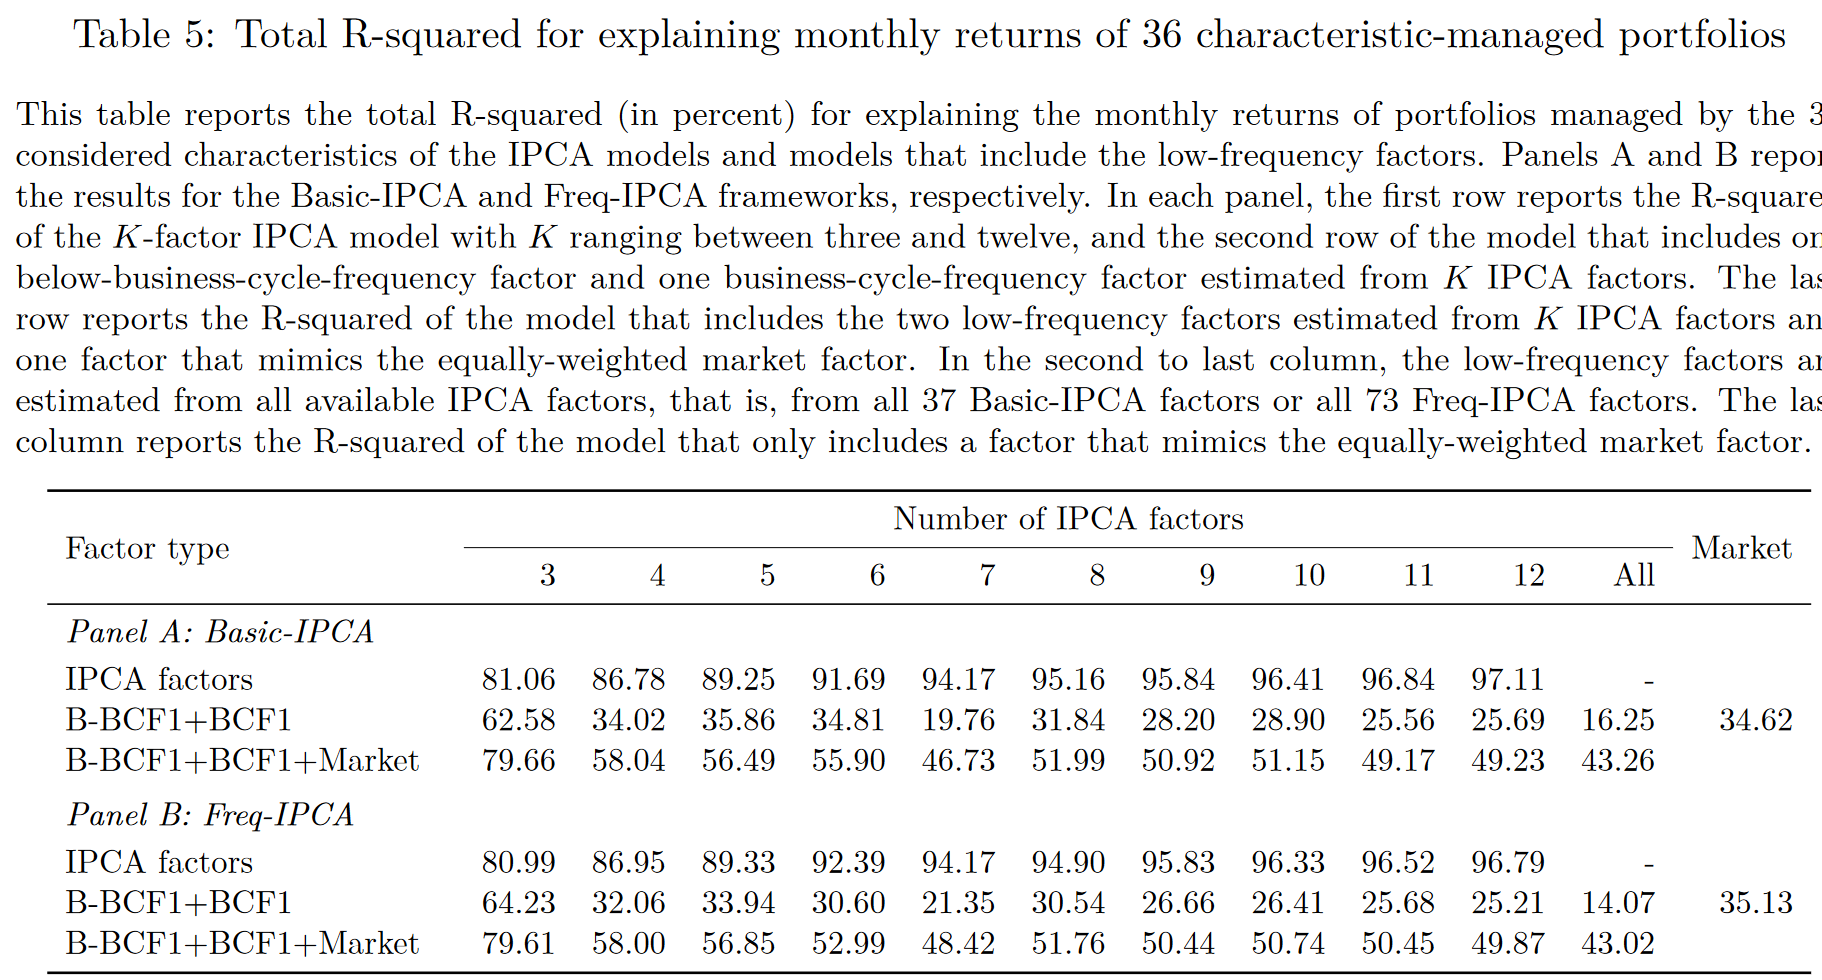 Table 5: Total R-squared for explaining monthly returns of 36 characteristic-managed portfolios
This table reports the total R-squared (in percent) for explaining the monthly returns of portfolios managed by the 3
considered characteristics of the IPCA models and models that include the low-frequency factors. Panels A and B repor
the results for the Basic-IPCA and Freq-IPCA frameworks, respectively. In each panel, the first row reports the R-square
of the K-factor IPCA model with K ranging between three and twelve, and the second row of the model that includes on
below-business-cycle-frequency factor and one business-cycle-frequency factor estimated from K IPCA factors. The las
row reports the R-squared of the model that includes the two low-frequency factors estimated from K IPCA factors an
one factor that mimics the equally-weighted market factor. In the second to last column, the low-frequency factors ar
estimated from all available IPCA factors, that is, from all 37 Basic-IPCA factors or all 73 Freq-IPCA factors. The las
column reports the R-squared of the model that only includes a factor that mimics the equally-weighted market factor.
Number of IPCA factors
Factor type Market
3 4 5 6 7 8 9 10 11 12 All
Panel A: Basic-IPCA
IPCA factors 81.06 86.78 89.25 91.69 94.17 95.16 95.84 96.41 96.84 97.11 -
B-BCF1+BCF1 62.58 34.02 35.86 34.81 19.76 31.84 28.20 28.90 25.56 25.69 16.25 34.62
B-BCF1+BCF1+Market 79.66 58.04 56.49 55.90 46.73 51.99 50.92 51.15 49.17 49.23 43.26
Panel B: Freq-IPCA
IPCA factors 80.99 86.95 89.33 92.39 94.17 94.90 95.83 96.33 96.52 96.79 -
B-BCF1+BCF1 64.23 32.06 33.94 30.60 21.35 30.54 26.66 26.41 25.68 25.21 14.07 35.13
B-BCF1+BCF1+Market 79.61 58.00 56.85 52.99 48.42 51.76 50.44 50.74 50.45 49.87 43.02